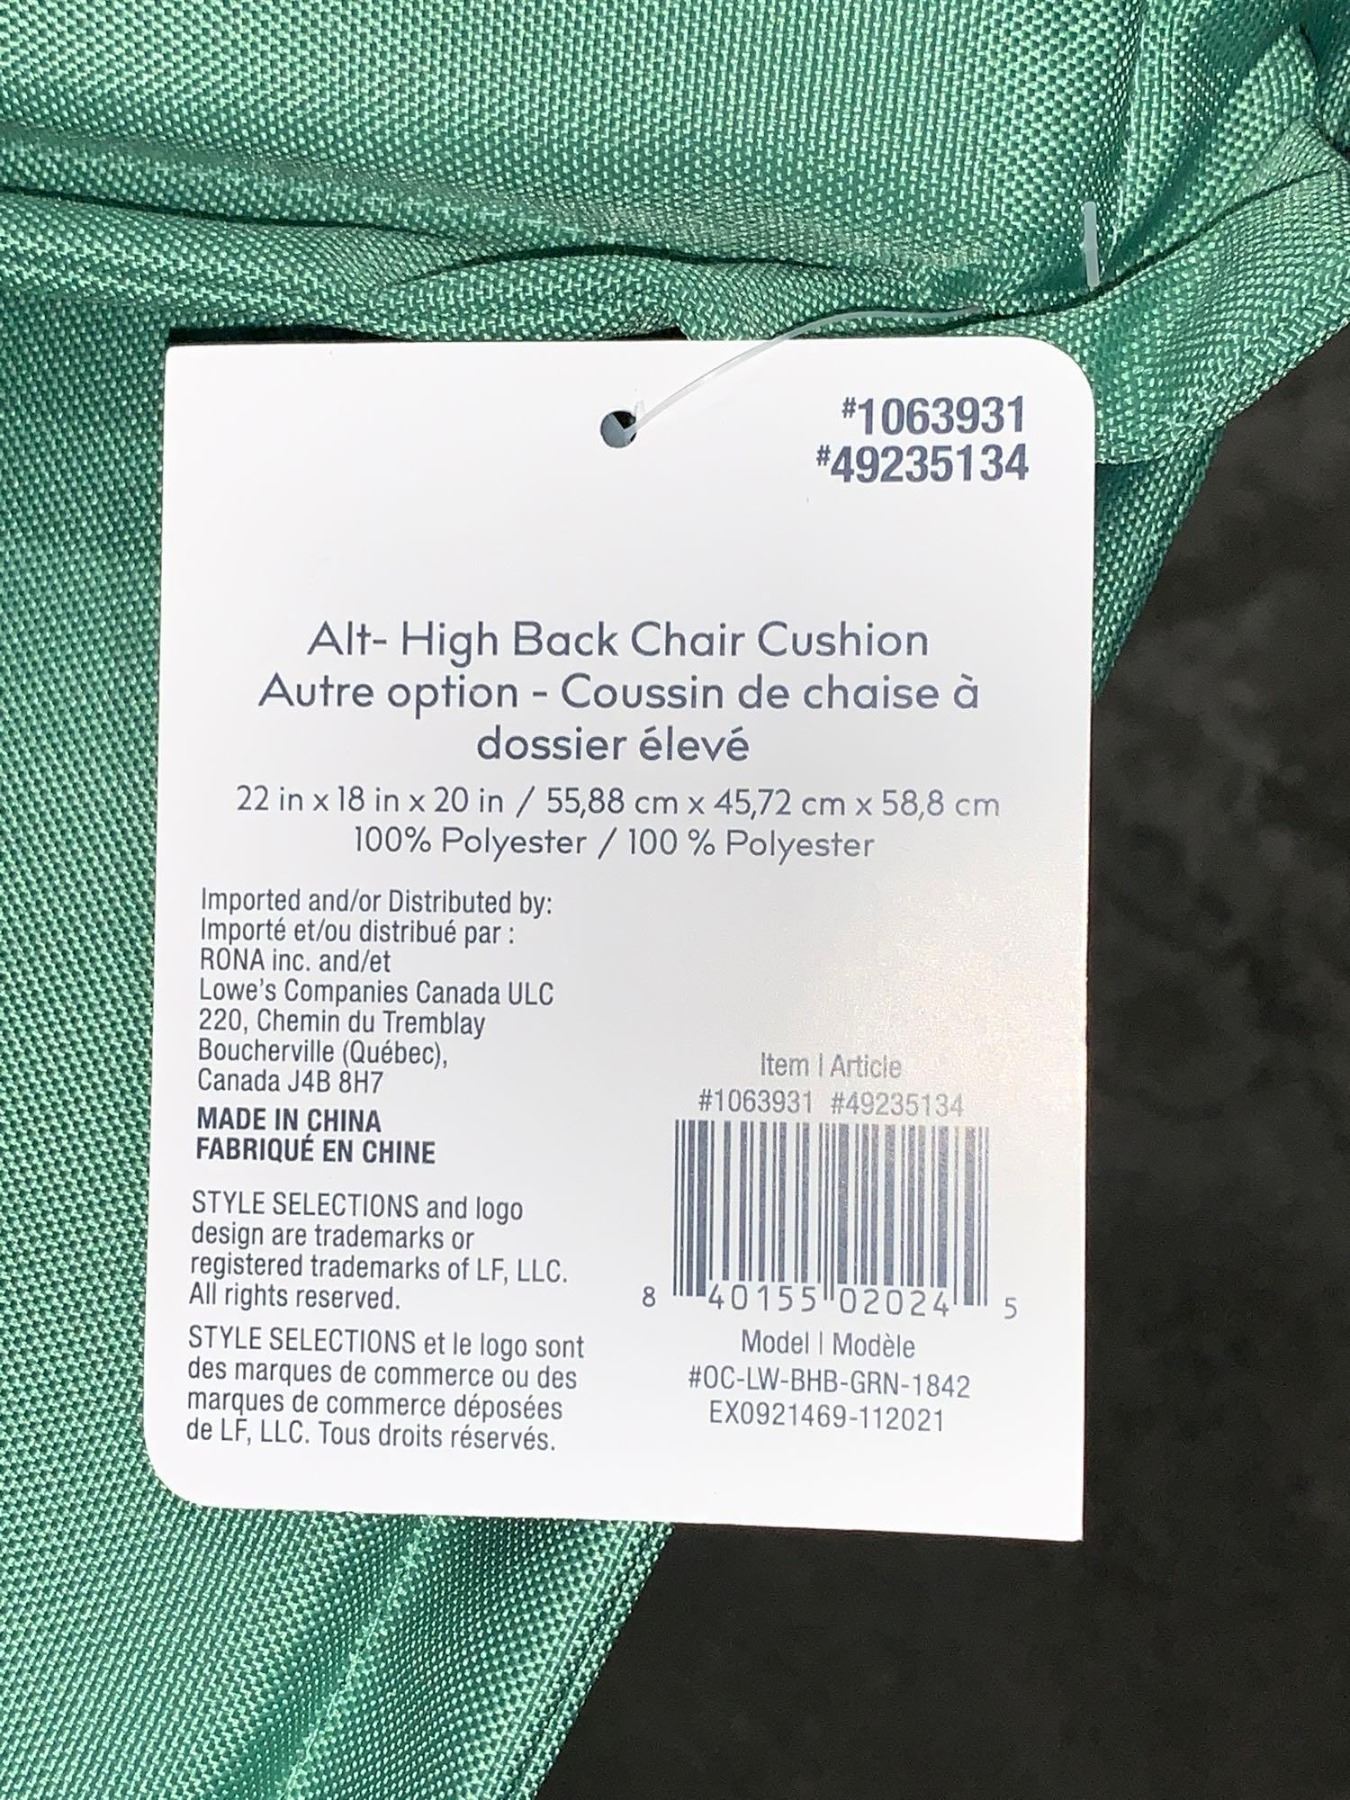 #1063931
#49235134
Alt- High Back Chair Cushion
Autre option - Coussin de chaise à
dossier élevé
22 in x 18 in x 20 in / 55,88 cm x 45,72 cm x 58,8 cm
100% Polyester / 100 % Polyester
Imported and/or Distributed by:
Importé et/ou distribué par :
RONA inc. and/et
Lowe's Companies Canada ULC
220, Chemin du Tremblay
Boucherville (Québec),
Canada J4B 8H7
MADE IN CHINA
FABRIQUÉ EN CHINE
STYLE SELECTIONS and logo
design are trademarks or
registered trademarks of LF, LLC.
All rights reserved.
STYLE SELECTIONS et le logo sont
des marques de commerce ou des
marques de commerce déposées
de LF, LLC. Tous droits réservés.
Item | Article
#1063931 #49235134
8 40155 02024 5
Model | Modèle
#OC-LW-BHB-GRN-1842
EX0921469-112021